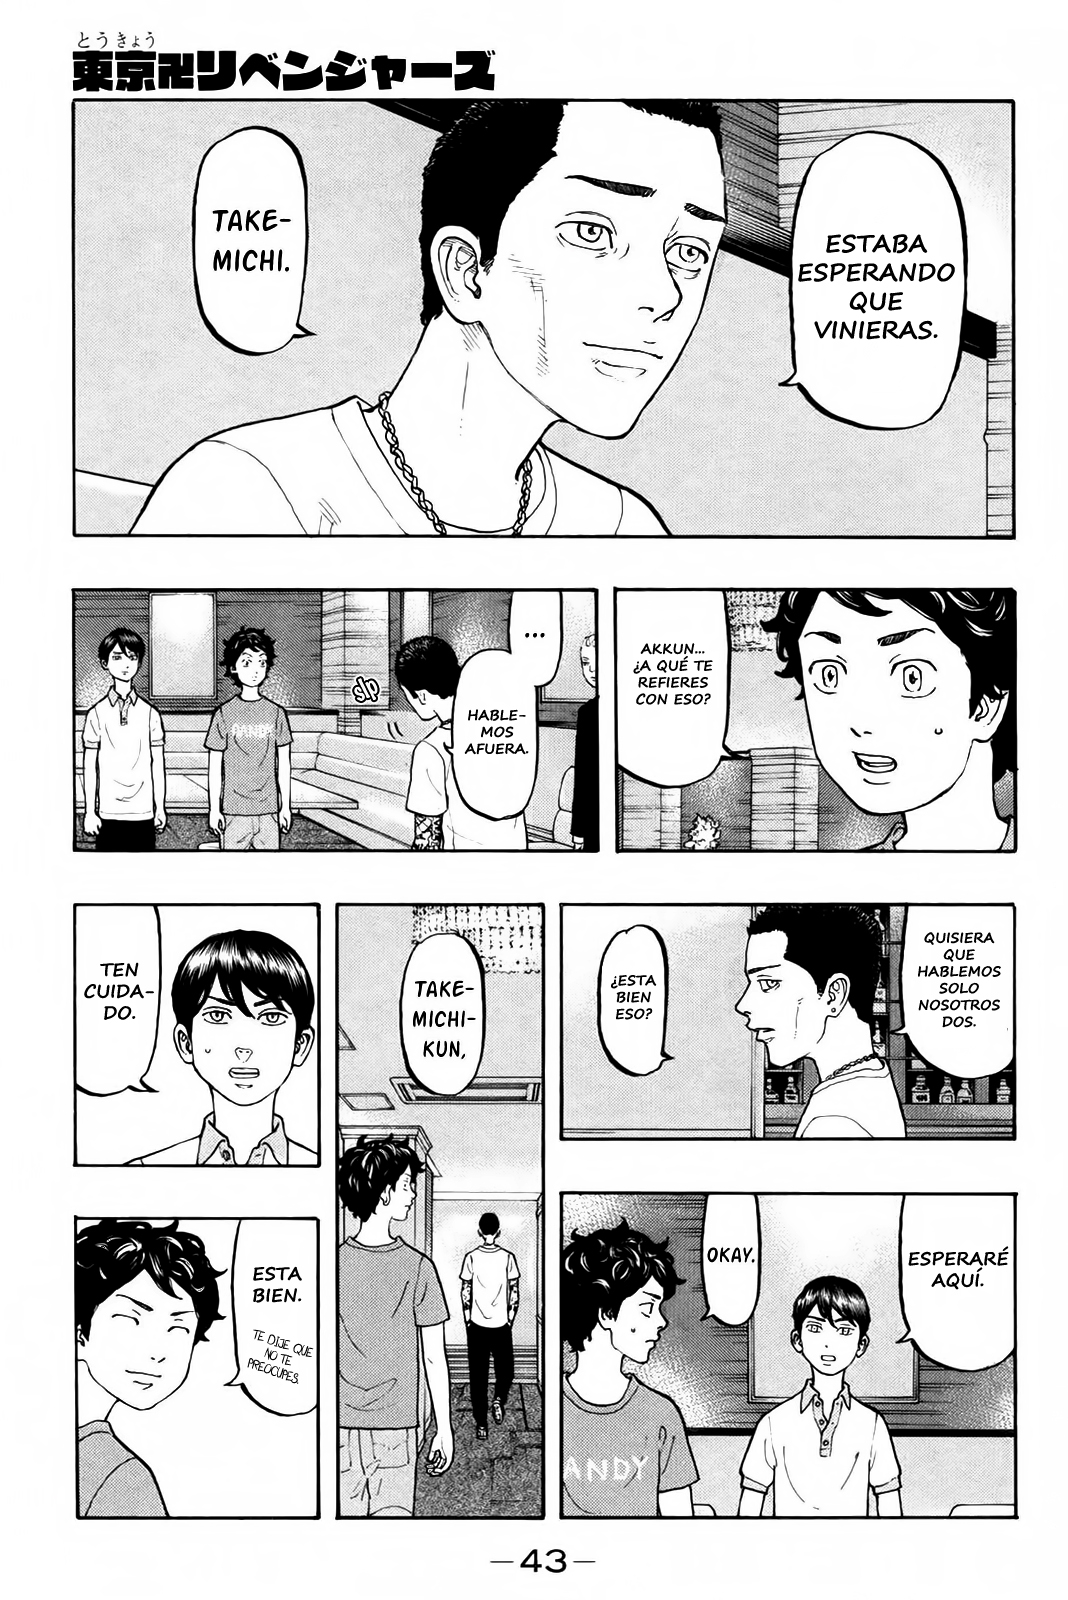 とうきょう
東京卍リベンジャーズ
ESTABA
ESPERANDO
QUE
VINIERAS.
TAKE-
MICHI.
AKKUN...
¿A QUÉ TE
REFIERES
CON ESO?
...
HABLE-
MOS
AFUERA.
slp
QUISIERA
QUE
HABLEMOS
SOLO
NOSOTROS
DOS.
¿ESTA
BIEN
ESO?
ESPERARÉ
AQUÍ.
OKAY.
ANDY
TAKE-
MICHI-
KUN,
TEN
CUIDA-
DO.
ESTA
BIEN.
TE DIJE QUE
NO TE
PREOCUPES.
-43-